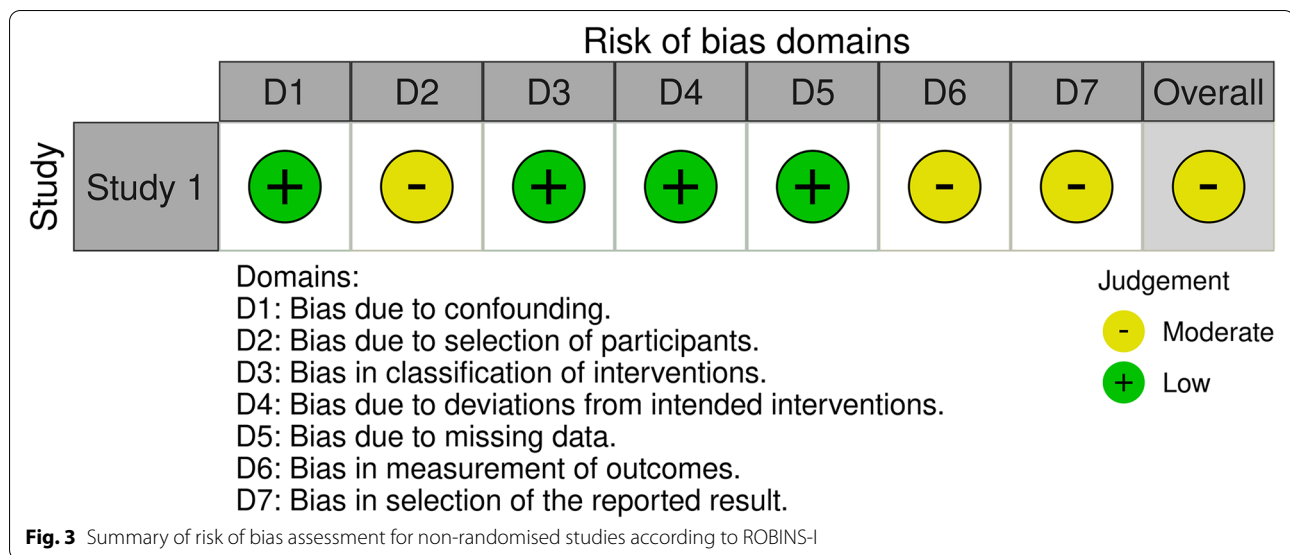 Risk of bias domains
D1 D2 D3 D4 D5 D6 D7 Overall
Study
Study 1 + - + + + - - -
Domains:
D1: Bias due to confounding.
D2: Bias due to selection of participants.
D3: Bias in classification of interventions.
D4: Bias due to deviations from intended interventions.
D5: Bias due to missing data.
D6: Bias in measurement of outcomes.
D7: Bias in selection of the reported result.
Judgement
- Moderate
+ Low
Fig. 3 Summary of risk of bias assessment for non-randomised studies according to ROBINS-I